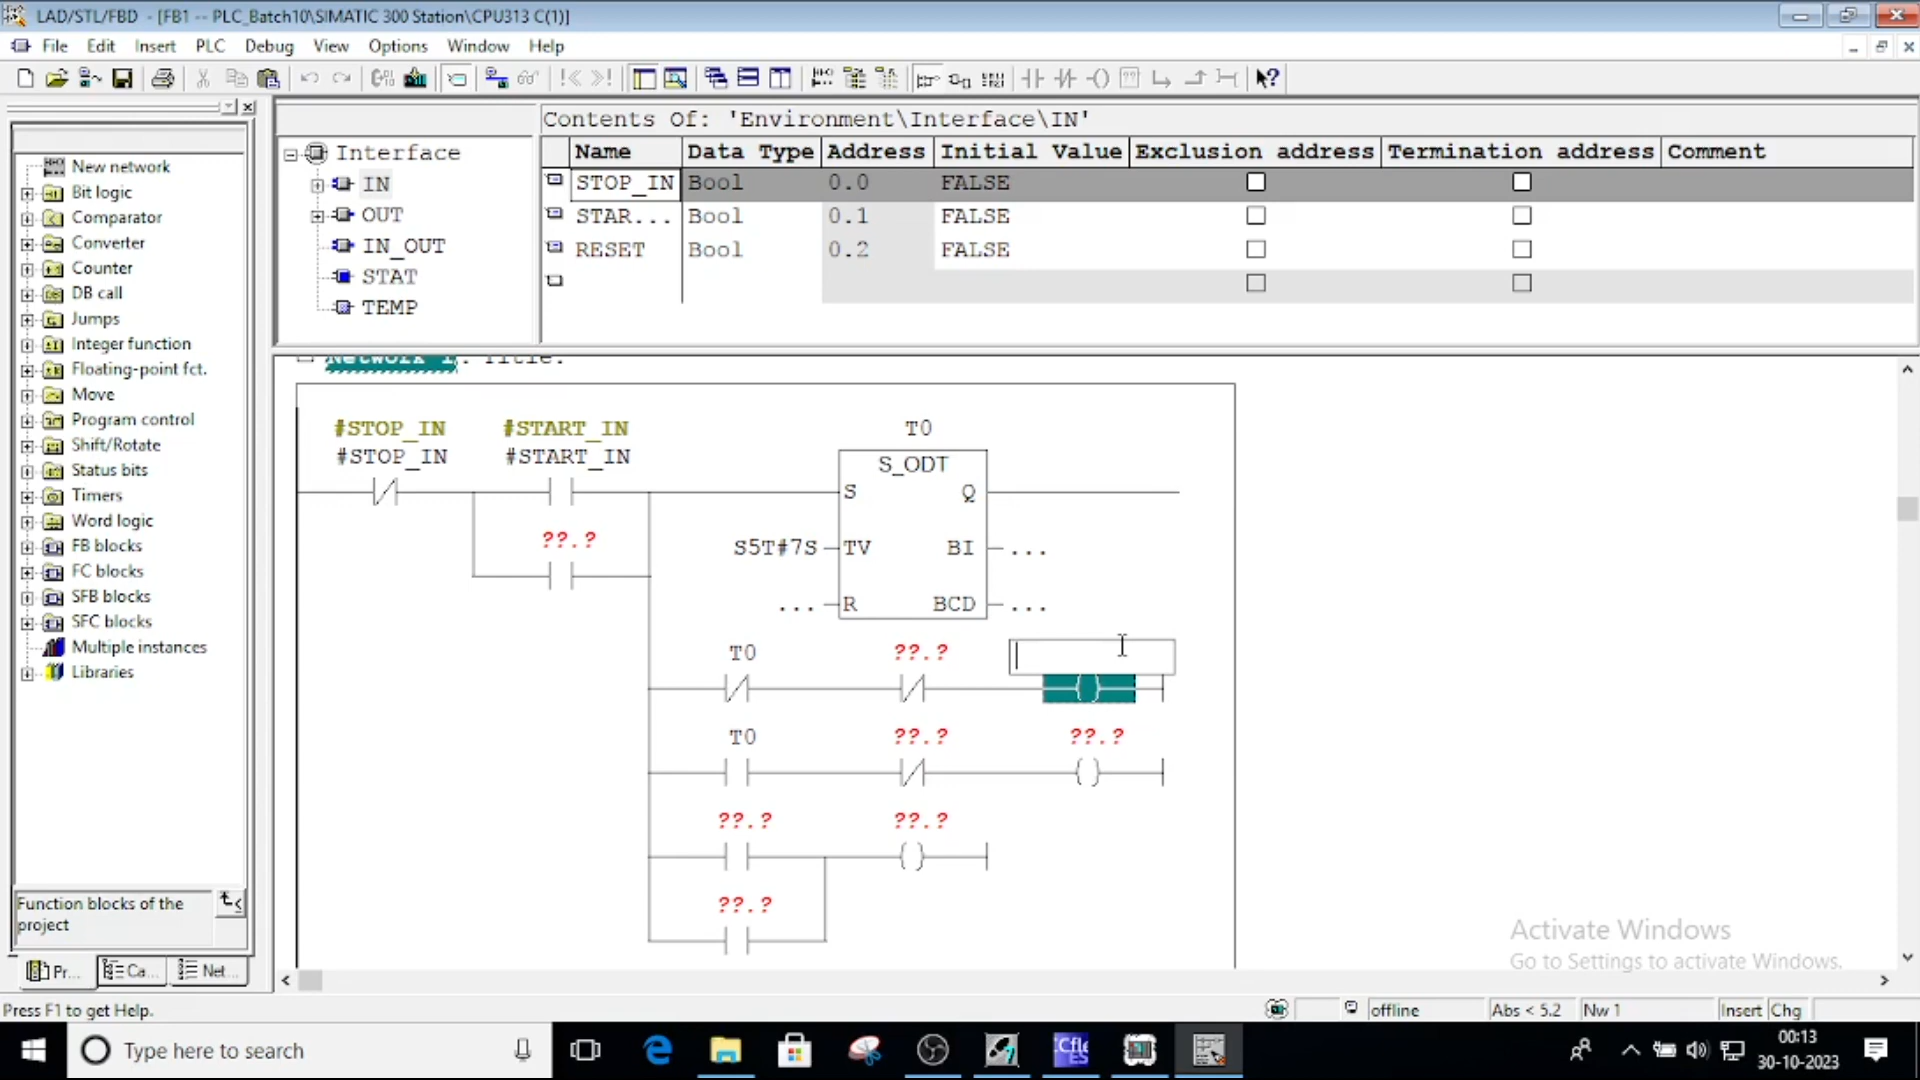 LAD/STL/FBD - [FB1 -- PLC_Batch10\SIMATIC 300 Station\CPU313 C(1)]
File Edit Insert PLC Debug View Options Window Help
New network
Bit logic
Comparator
Converter
Counter
DB call
Jumps
Integer function
Floating-point fct.
Move
Program control
Shift/Rotate
Status bits
Timers
Word logic
FB blocks
FC blocks
SFB blocks
SFC blocks
Multiple instances
Libraries
Function blocks of the
project
Pr... Ca... Net...
Interface
IN
OUT
IN_OUT
STAT
TEMP
Contents Of: 'Environment\Interface\IN'
Name Data Type Address Initial Value Exclusion address Termination address Comment
STOP_IN Bool 0.0 FALSE
STAR... Bool 0.1 FALSE
RESET Bool 0.2 FALSE
Network 1: Title:
#STOP_IN #START_IN T0
#STOP_IN #START_IN
S_ODT
S Q
??.?
S5T#7S TV BI ...
... R BCD ...
T0 ??.?
T0 ??.? ??.?
??.? ??.?
??.?
Activate Windows
Go to Settings to activate Windows.
Press F1 to get Help.
offline Abs < 5.2 Nw 1 Insert Chg
Type here to search
00:13
30-10-2023